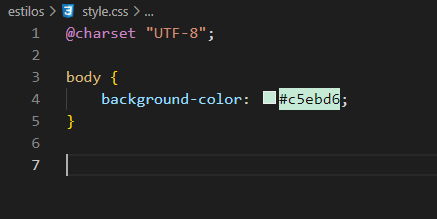 estilos > style.css > ...
1 @charset "UTF-8";
2
3 body {
4 background-color: #c5ebd6;
5 }
6
7